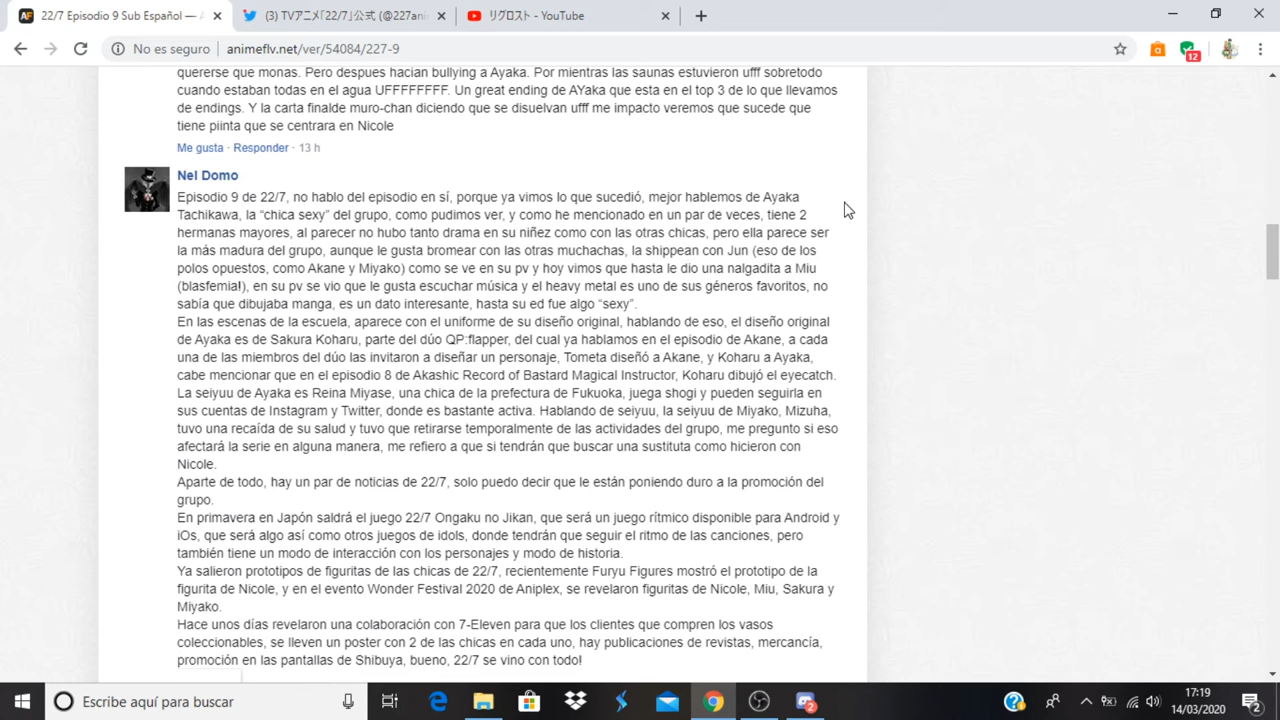 22/7 Episodio 9 Sub Español — A
(3) TVアニメ「22/7」公式 (@227ani
リグロスト - YouTube
No es seguro
animeflv.net/ver/54084/227-9
12
quererse que monas. Pero despues hacian bullying a Ayaka. Por mientras las saunas estuvieron ufff sobretodo
cuando estaban todas en el agua UFFFFFFFF. Un great ending de AYaka que esta en el top 3 de lo que llevamos
de endings. Y la carta finalde muro-chan diciendo que se disuelvan ufff me impacto veremos que sucede que
tiene piinta que se centrara en Nicole
Me gusta · Responder · 13 h
Nel Domo
Episodio 9 de 22/7, no hablo del episodio en sí, porque ya vimos lo que sucedió, mejor hablemos de Ayaka
Tachikawa, la “chica sexy” del grupo, como pudimos ver, y como he mencionado en un par de veces, tiene 2
hermanas mayores, al parecer no hubo tanto drama en su niñez como con las otras chicas, pero ella parece ser
la más madura del grupo, aunque le gusta bromear con las otras muchachas, la shippean con Jun (eso de los
polos opuestos, como Akane y Miyako) como se ve en su pv y hoy vimos que hasta le dio una nalgadita a Miu
(blasfemia!), en su pv se vio que le gusta escuchar música y el heavy metal es uno de sus géneros favoritos, no
sabía que dibujaba manga, es un dato interesante, hasta su ed fue algo “sexy”.
En las escenas de la escuela, aparece con el uniforme de su diseño original, hablando de eso, el diseño original
de Ayaka es de Sakura Koharu, parte del dúo QP:flapper, del cual ya hablamos en el episodio de Akane, a cada
una de las miembros del dúo las invitaron a diseñar un personaje, Tometa diseñó a Akane, y Koharu a Ayaka,
cabe mencionar que en el episodio 8 de Akashic Record of Bastard Magical Instructor, Koharu dibujó el eyecatch.
La seiyuu de Ayaka es Reina Miyase, una chica de la prefectura de Fukuoka, juega shogi y pueden seguirla en
sus cuentas de Instagram y Twitter, donde es bastante activa. Hablando de seiyuu, la seiyuu de Miyako, Mizuha,
tuvo una recaída de su salud y tuvo que retirarse temporalmente de las actividades del grupo, me pregunto si eso
afectará la serie en alguna manera, me refiero a que si tendrán que buscar una sustituta como hicieron con
Nicole.
Aparte de todo, hay un par de noticias de 22/7, solo puedo decir que le están poniendo duro a la promoción del
grupo.
En primavera en Japón saldrá el juego 22/7 Ongaku no Jikan, que será un juego rítmico disponible para Android y
iOs, que será algo así como otros juegos de idols, donde tendrán que seguir el ritmo de las canciones, pero
también tiene un modo de interacción con los personajes y modo de historia.
Ya salieron prototipos de figuritas de las chicas de 22/7, recientemente Furyu Figures mostró el prototipo de la
figurita de Nicole, y en el evento Wonder Festival 2020 de Aniplex, se revelaron figuritas de Nicole, Miu, Sakura y
Miyako.
Hace unos días revelaron una colaboración con 7-Eleven para que los clientes que compren los vasos
coleccionables, se lleven un poster con 2 de las chicas en cada uno, hay publicaciones de revistas, mercancía,
promoción en las pantallas de Shibuya, bueno, 22/7 se vino con todo!
Escribe aquí para buscar
17:19
14/03/2020
2